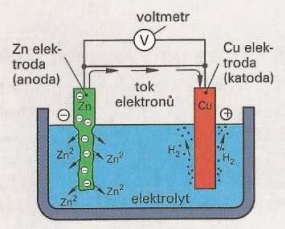 voltmetr
V
Zn elek-
troda
(anoda)
Cu elek-
troda
(katoda)
tok
elektronů
Zn
Cu
⊖
⊕
Zn²
Zn²
Zn²
Zn²
H₂
H₂
elektrolyt